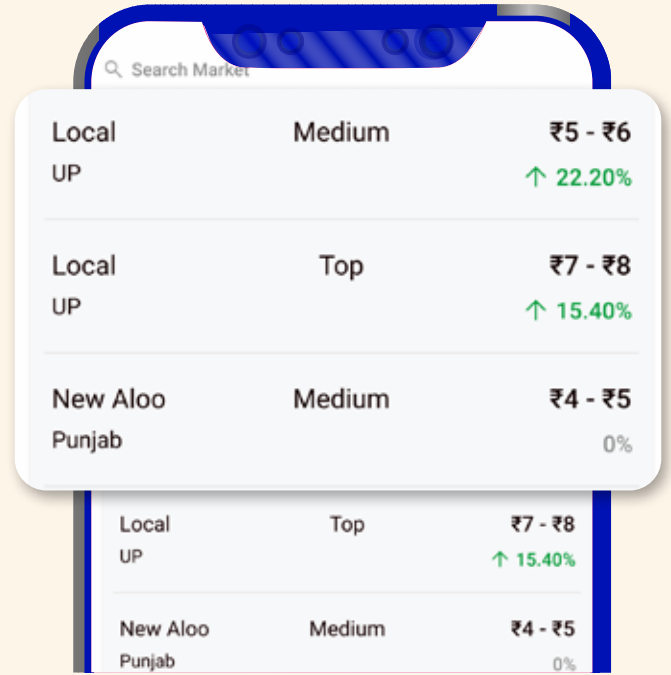 Search Market
Local Medium ₹5 - ₹6
UP ↑ 22.20%
Local Top ₹7 - ₹8
UP ↑ 15.40%
New Aloo Medium ₹4 - ₹5
Punjab 0%
Local Top ₹7 - ₹8
UP ↑ 15.40%
New Aloo Medium ₹4 - ₹5
Punjab 0%